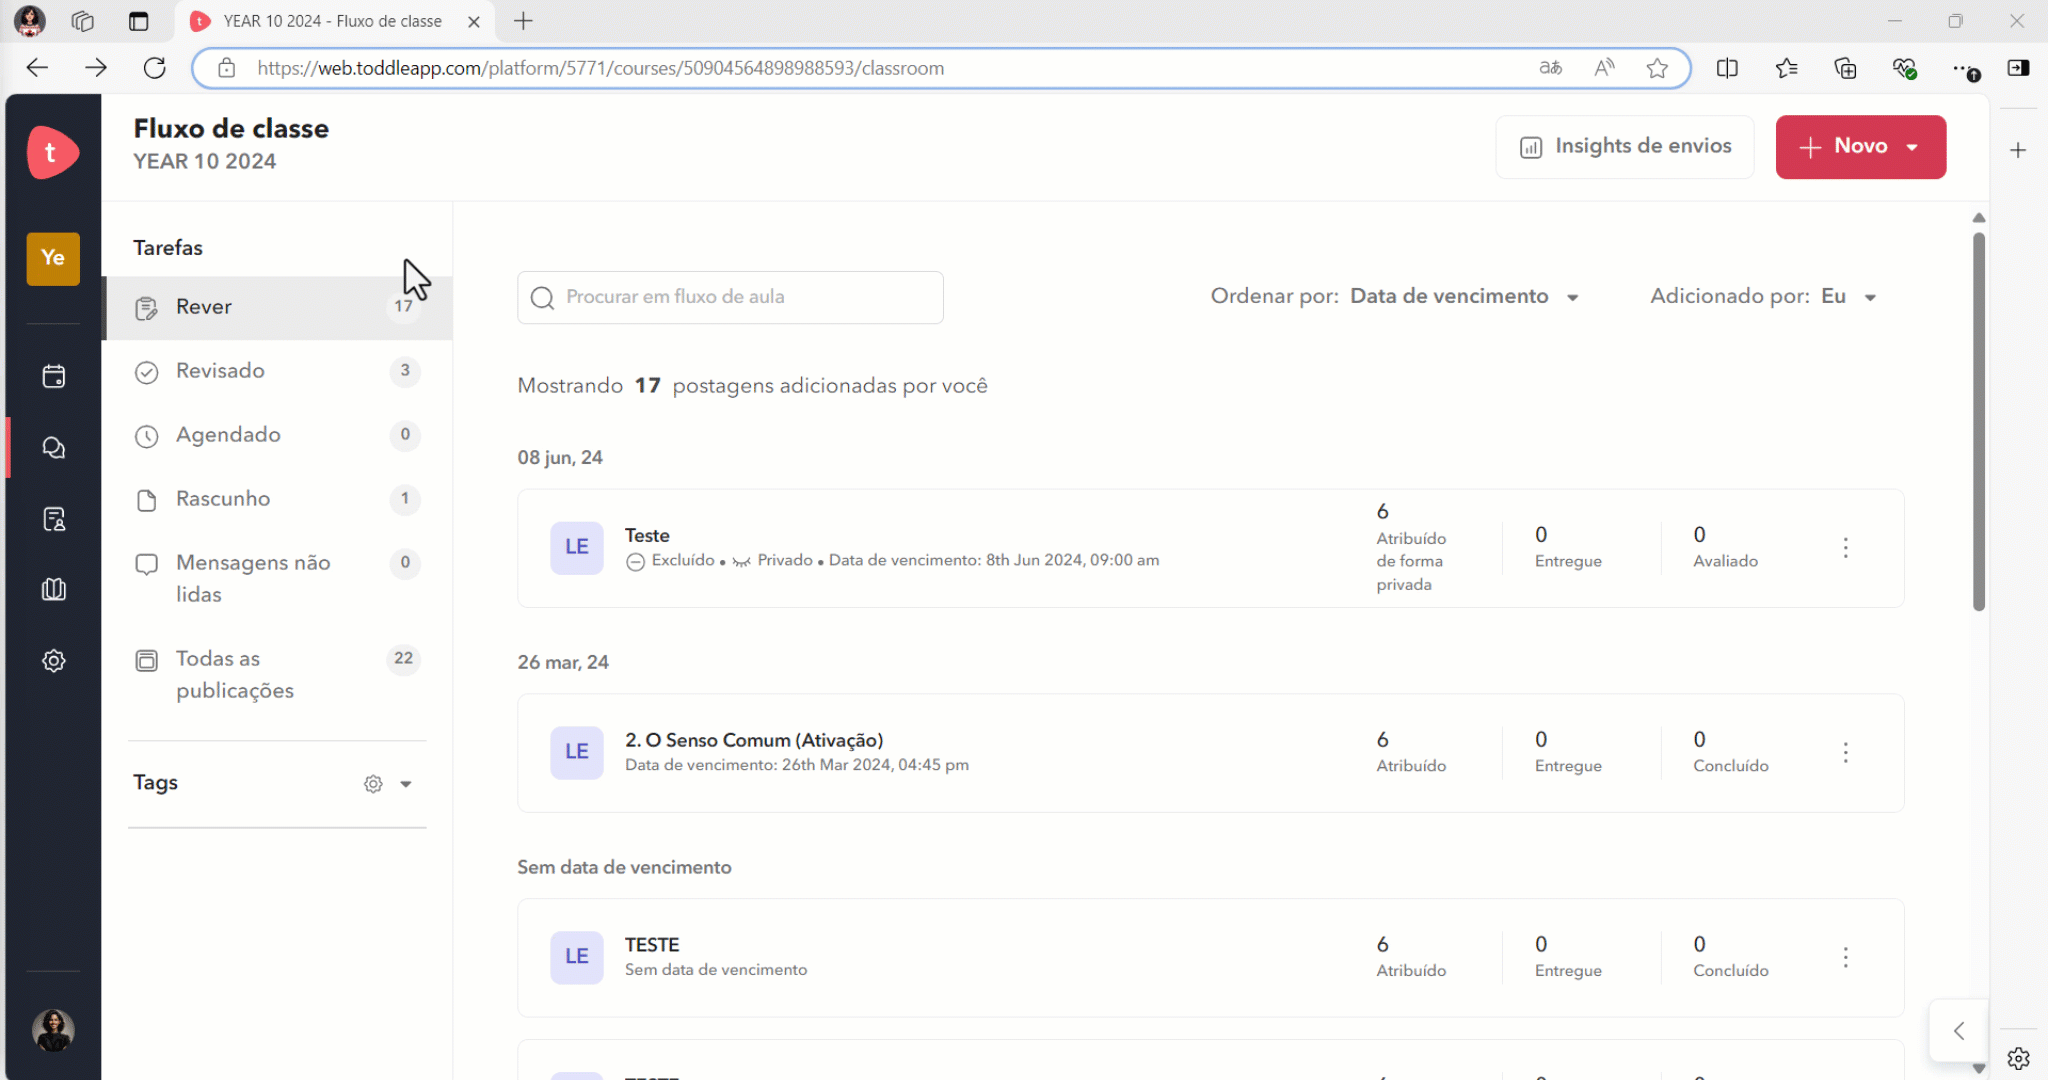 YEAR 10 2024 - Fluxo de classe
https://web.toddleapp.com/platform/5771/courses/50904564898988593/classroom
t
Fluxo de classe
YEAR 10 2024
Insights de envios
Novo
Ye
Tarefas
Rever 17
Revisado 3
Agendado 0
Rascunho 1
Mensagens não 0
lidas
Todas as 22
publicações
Tags
Procurar em fluxo de aula
Ordenar por: Data de vencimento
Adicionado por: Eu
Mostrando 17 postagens adicionadas por você
08 jun, 24
LE
Teste
Excluído • Privado • Data de vencimento: 8th Jun 2024, 09:00 am
6
Atribuído
de forma
privada
0
Entregue
0
Avaliado
26 mar, 24
LE
2. O Senso Comum (Ativação)
Data de vencimento: 26th Mar 2024, 04:45 pm
6
Atribuído
0
Entregue
0
Concluído
Sem data de vencimento
LE
TESTE
Sem data de vencimento
6
Atribuído
0
Entregue
0
Concluído